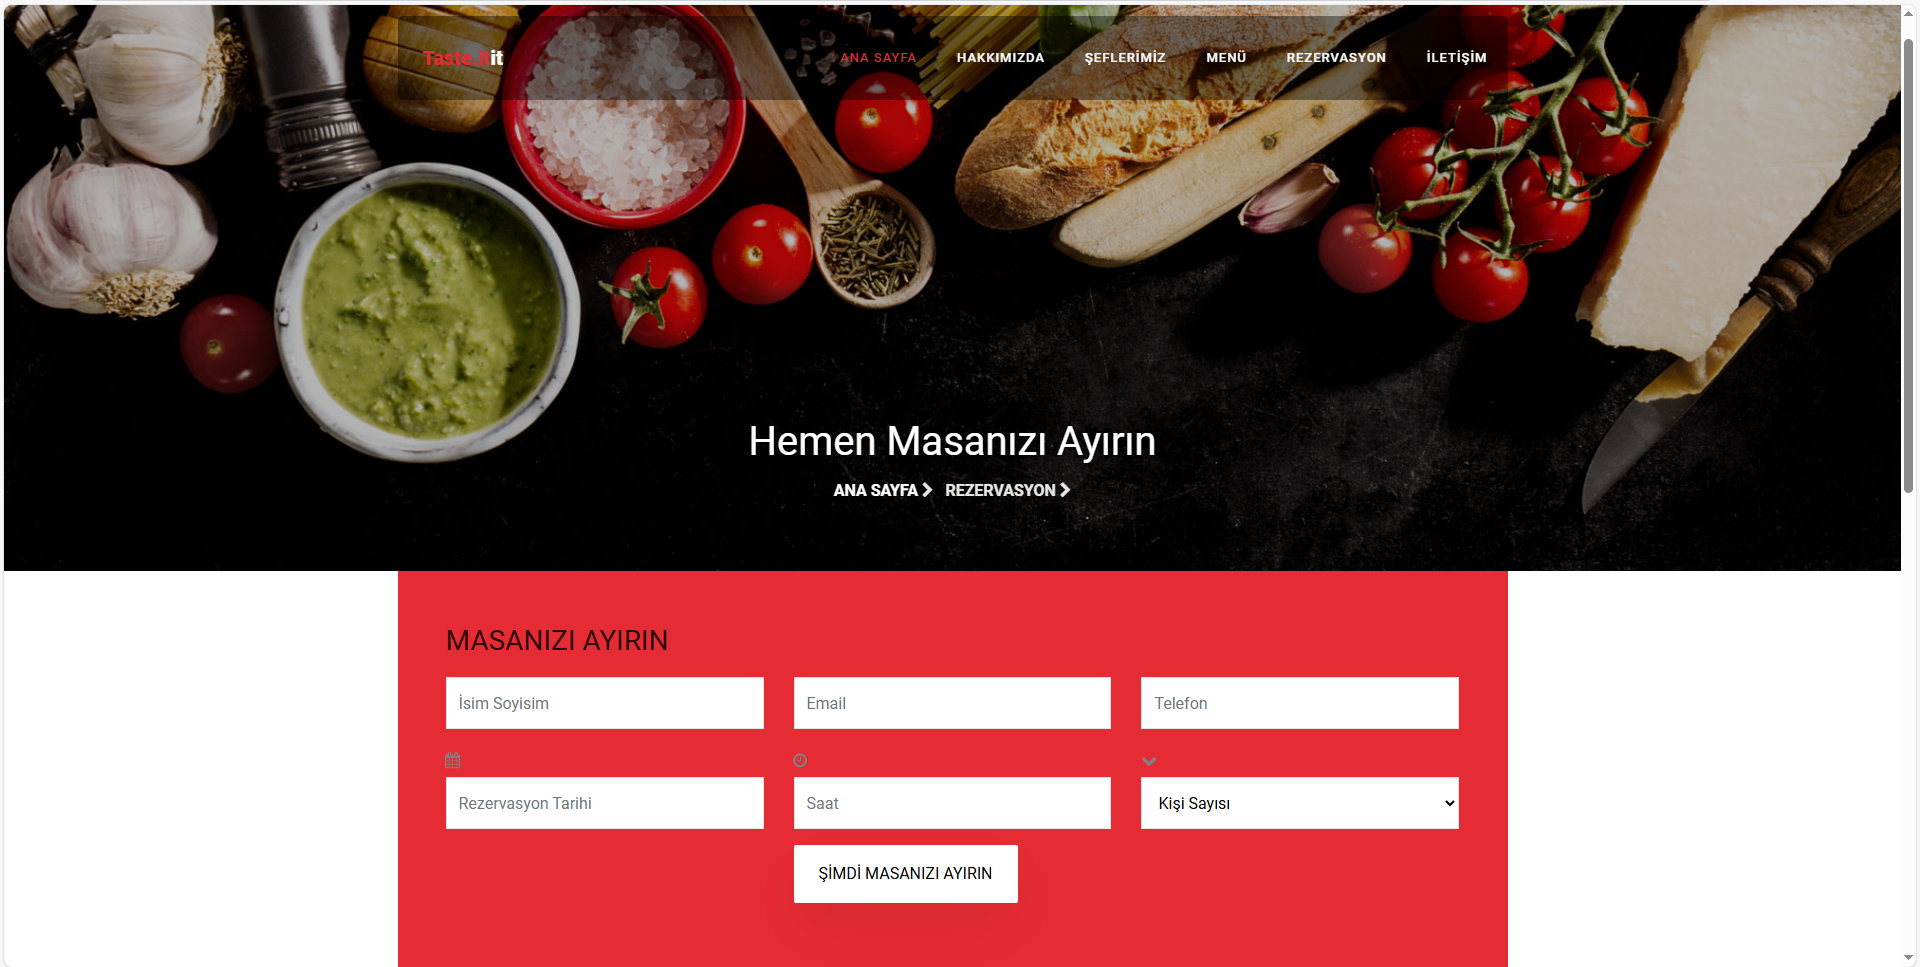 Taste.itit
ANA SAYFA HAKKIMIZDA ŞEFLERİMİZ MENÜ REZERVASYON İLETİŞİM
Hemen Masanızı Ayırın
ANA SAYFA REZERVASYON
MASANIZI AYIRIN
İsim Soyisim Email Telefon
Rezervasyon Tarihi Saat Kişi Sayısı
ŞİMDİ MASANIZI AYIRIN